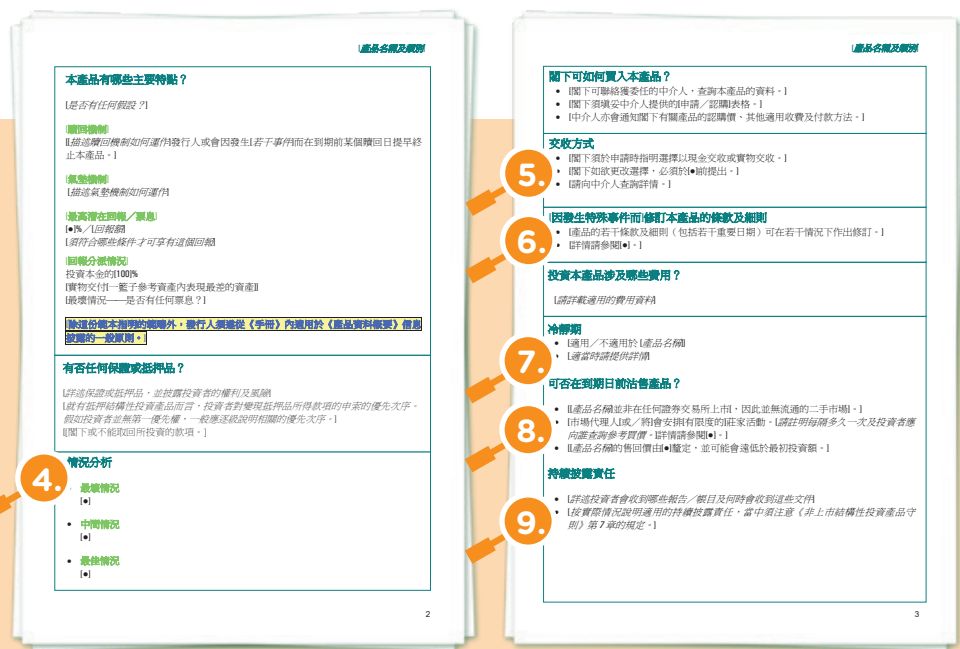 [產品名稱及類別]
本產品有哪些主要特點？
[是否有任何假設？]
[贖回機制]
[[描述贖回機制如何運作]發行人或會因發生[若干事件]而在到期前某個贖回日提早終
止本產品。]
[氣墊機制]
[描述氣墊機制如何運作]
[最高潛在回報／票息]
[●]%／[回報額]
[須符合哪些條件才可享有這個回報]
[回報分派情況]
投資本金的[100]%
[實物交付[一籃子參考資產內表現最差的資產]]
[最壞情況——是否有任何票息？]
[除這份範本指明的範疇外，發行人須遵從《手冊》內適用於《產品資料概要》信息
披露的一般原則。]
有否任何保證或抵押品？
[詳述保證或抵押品，並披露投資者的權利及風險]
[就有抵押結構性投資產品而言，投資者對變現抵押品所得款項的申索的優先次序。
假如投資者並無第一優先權，一般應逐級說明相關的優先次序。]
[[閣下或不能取回所投資的款項。]
4.
情況分析
• 最壞情況
[●]
• 中間情況
[●]
• 最佳情況
[●]
2
[產品名稱及類別]
閣下可如何買入本產品？
• [閣下可聯絡獲委任的中介人，查詢本產品的資料。]
• [閣下須填妥中介人提供的[申請／認購]表格。]
• [中介人亦會通知閣下有關產品的認購價、其他適用收費及付款方法。]
5.
交收方式
• [閣下須於申請時指明選擇以現金交收或實物交收。]
• [閣下如欲更改選擇，必須於[●]前提出。]
• [請向中介人查詢詳情。]
6.
[因發生特殊事件而]修訂本產品的條款及細則
• [產品的若干條款及細則（包括若干重要日期）可在若干情況下作出修訂。]
• [詳情請參閱[●]。]
投資本產品涉及哪些費用？
[請詳載適用的費用資料]
7.
冷靜期
• [適用／不適用於[產品名稱]]
• [適當時請提供詳情]
可否在到期日前沽售產品？
8.
• [[產品名稱]並非在任何證券交易所上市，因此並無流通的二手市場]。]
• [市場代理人[或／將]會安排[有限度的]莊家活動。[請註明每隔多久一次及投資者應
向誰查詢參考買價。]詳情請參閱[●]。]
• [[產品名稱]的售回價由[●]釐定，並可能會遠低於最初投資額。]
9.
持續披露責任
• [詳述投資者會收到哪些報告／帳目及何時會收到這些文件]
• [按實際情況說明適用的持續披露責任，當中須注意《非上市結構性投資產品守
則》第7章的規定。]
3